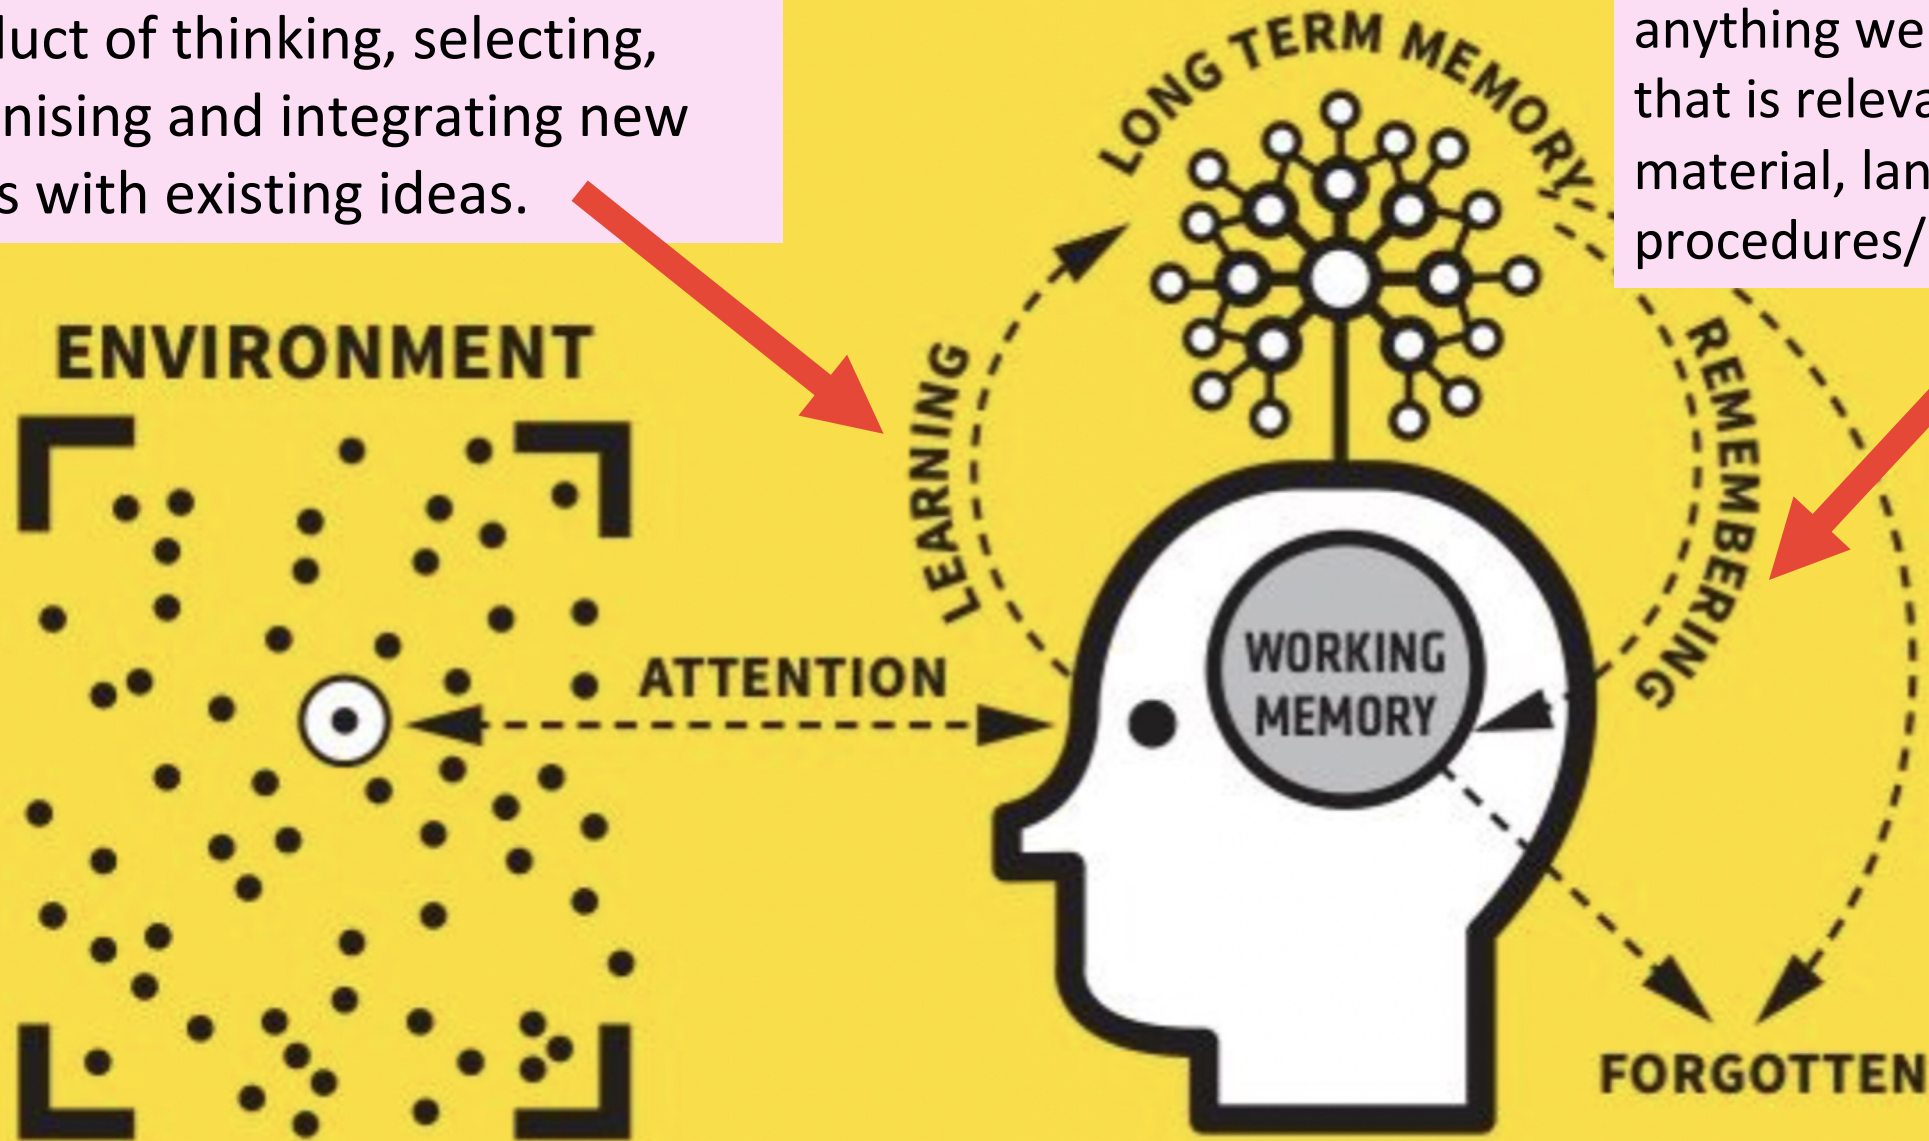 duct of thinking, selecting,
nising and integrating new
s with existing ideas.
anything we
that is releva
material, lan
procedures/
LONG TERM MEMORY
ENVIRONMENT
LEARNING
REMEMBERING
ATTENTION
WORKING
MEMORY
FORGOTTEN